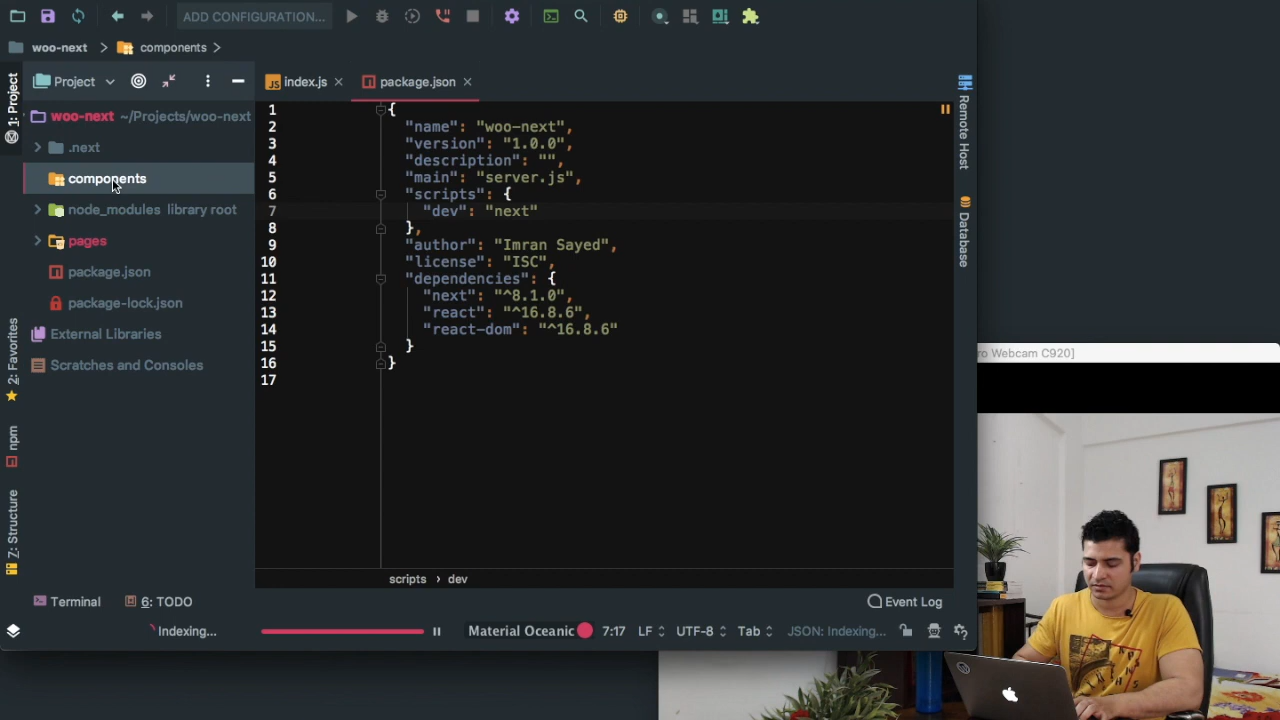 ADD CONFIGURATION...
woo-next
components
Project
index.js
package.json
1: Project
2: Favorites
npm
Z: Structure
woo-next ~/Projects/woo-next
.next
components
node_modules library root
pages
package.json
package-lock.json
External Libraries
Scratches and Consoles
1 {
2 "name": "woo-next",
3 "version": "1.0.0",
4 "description": "",
5 "main": "server.js",
6 "scripts": {
7 "dev": "next"
8 },
9 "author": "Imran Sayed",
10 "license": "ISC",
11 "dependencies": {
12 "next": "^8.1.0",
13 "react": "^16.8.6",
14 "react-dom": "^16.8.6"
15 }
16 }
17
scripts › dev
Remote Host
Database
Terminal
6: TODO
Event Log
Indexing...
Material Oceanic
7:17
LF
UTF-8
Tab
JSON: Indexing...
ro Webcam C920]